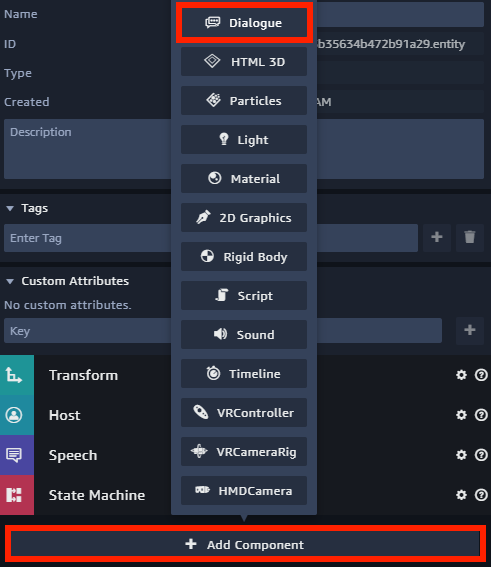 Name
ID
b35634b472b91a29.entity
Type
Created
AM
Description
Tags
Enter Tag
Custom Attributes
No custom attributes.
Key
Transform
Host
Speech
State Machine
Dialogue
HTML 3D
Particles
Light
Material
2D Graphics
Rigid Body
Script
Sound
Timeline
VRController
VRCameraRig
HMDCamera
Add Component